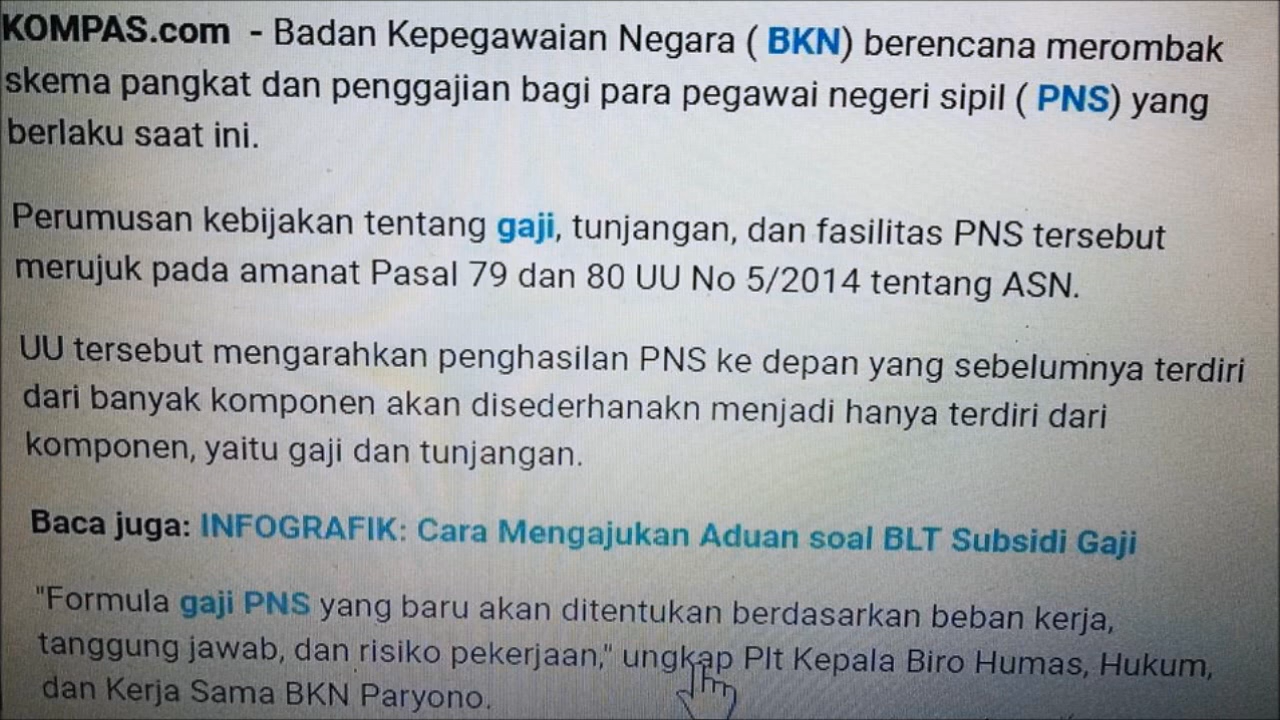 KOMPAS.com - Badan Kepegawaian Negara ( BKN) berencana merombak
skema pangkat dan penggajian bagi para pegawai negeri sipil ( PNS) yang
berlaku saat ini.
Perumusan kebijakan tentang gaji, tunjangan, dan fasilitas PNS tersebut
merujuk pada amanat Pasal 79 dan 80 UU No 5/2014 tentang ASN.
UU tersebut mengarahkan penghasilan PNS ke depan yang sebelumnya terdiri
dari banyak komponen akan disederhanakn menjadi hanya terdiri dari
komponen, yaitu gaji dan tunjangan.
Baca juga: INFOGRAFIK: Cara Mengajukan Aduan soal BLT Subsidi Gaji
"Formula gaji PNS yang baru akan ditentukan berdasarkan beban kerja,
tanggung jawab, dan risiko pekerjaan," ungkap Plt Kepala Biro Humas, Hukum,
dan Kerja Sama BKN Paryono.